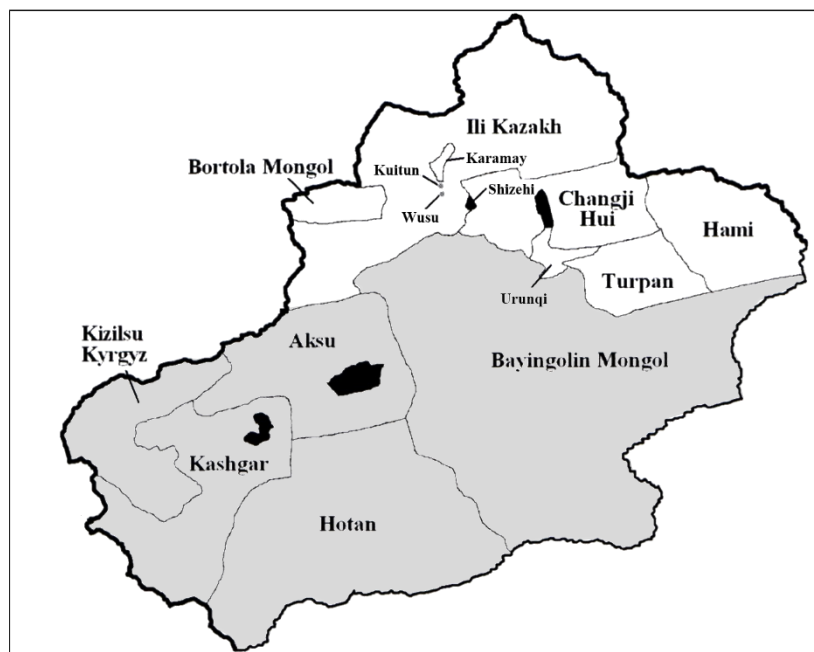 Ili Kazakh
Karamay
Bortola Mongol
Kuitun
Shizehi
Wusu
Changji
Hui
Hami
Turpan
Urunqi
Kizilsu
Kyrgyz
Aksu
Bayingolin Mongol
Kashgar
Hotan